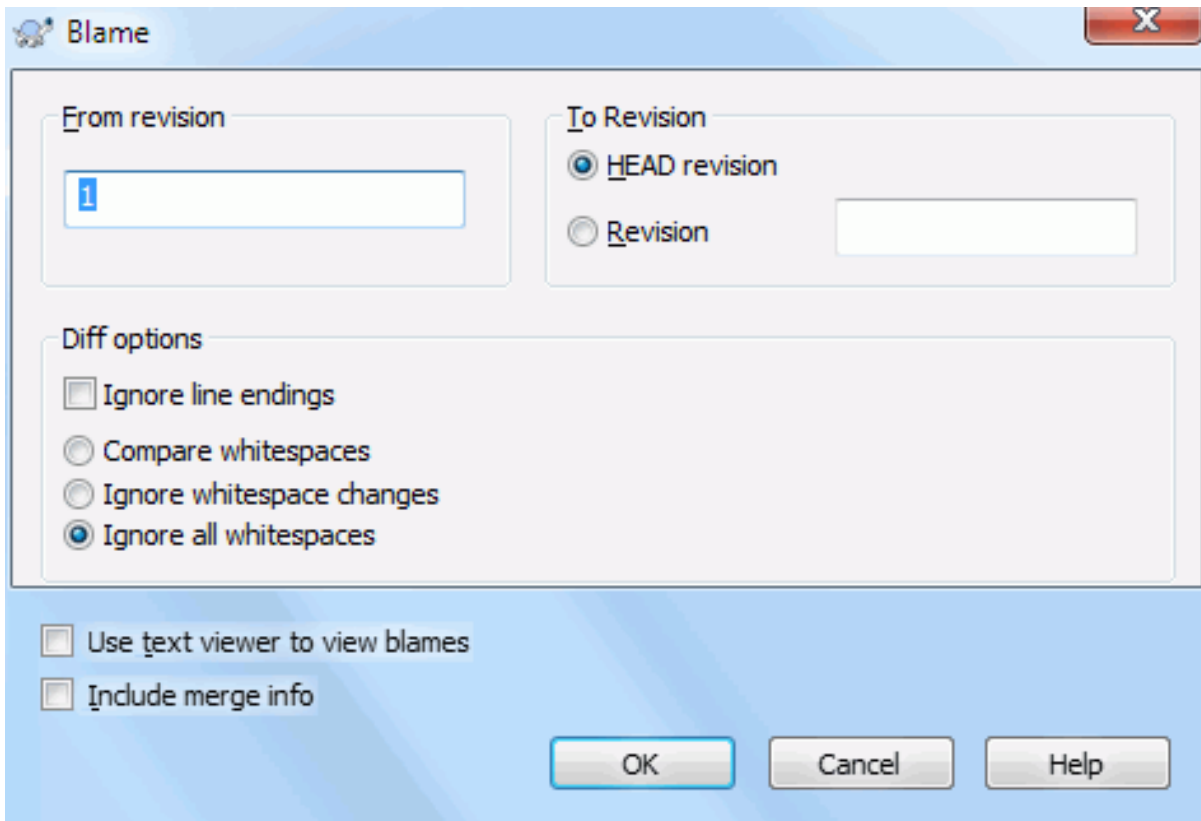 Blame
X
From revision
1
To Revision
HEAD revision
Revision
Diff options
Ignore line endings
Compare whitespaces
Ignore whitespace changes
Ignore all whitespaces
Use text viewer to view blames
Include merge info
OK Cancel Help